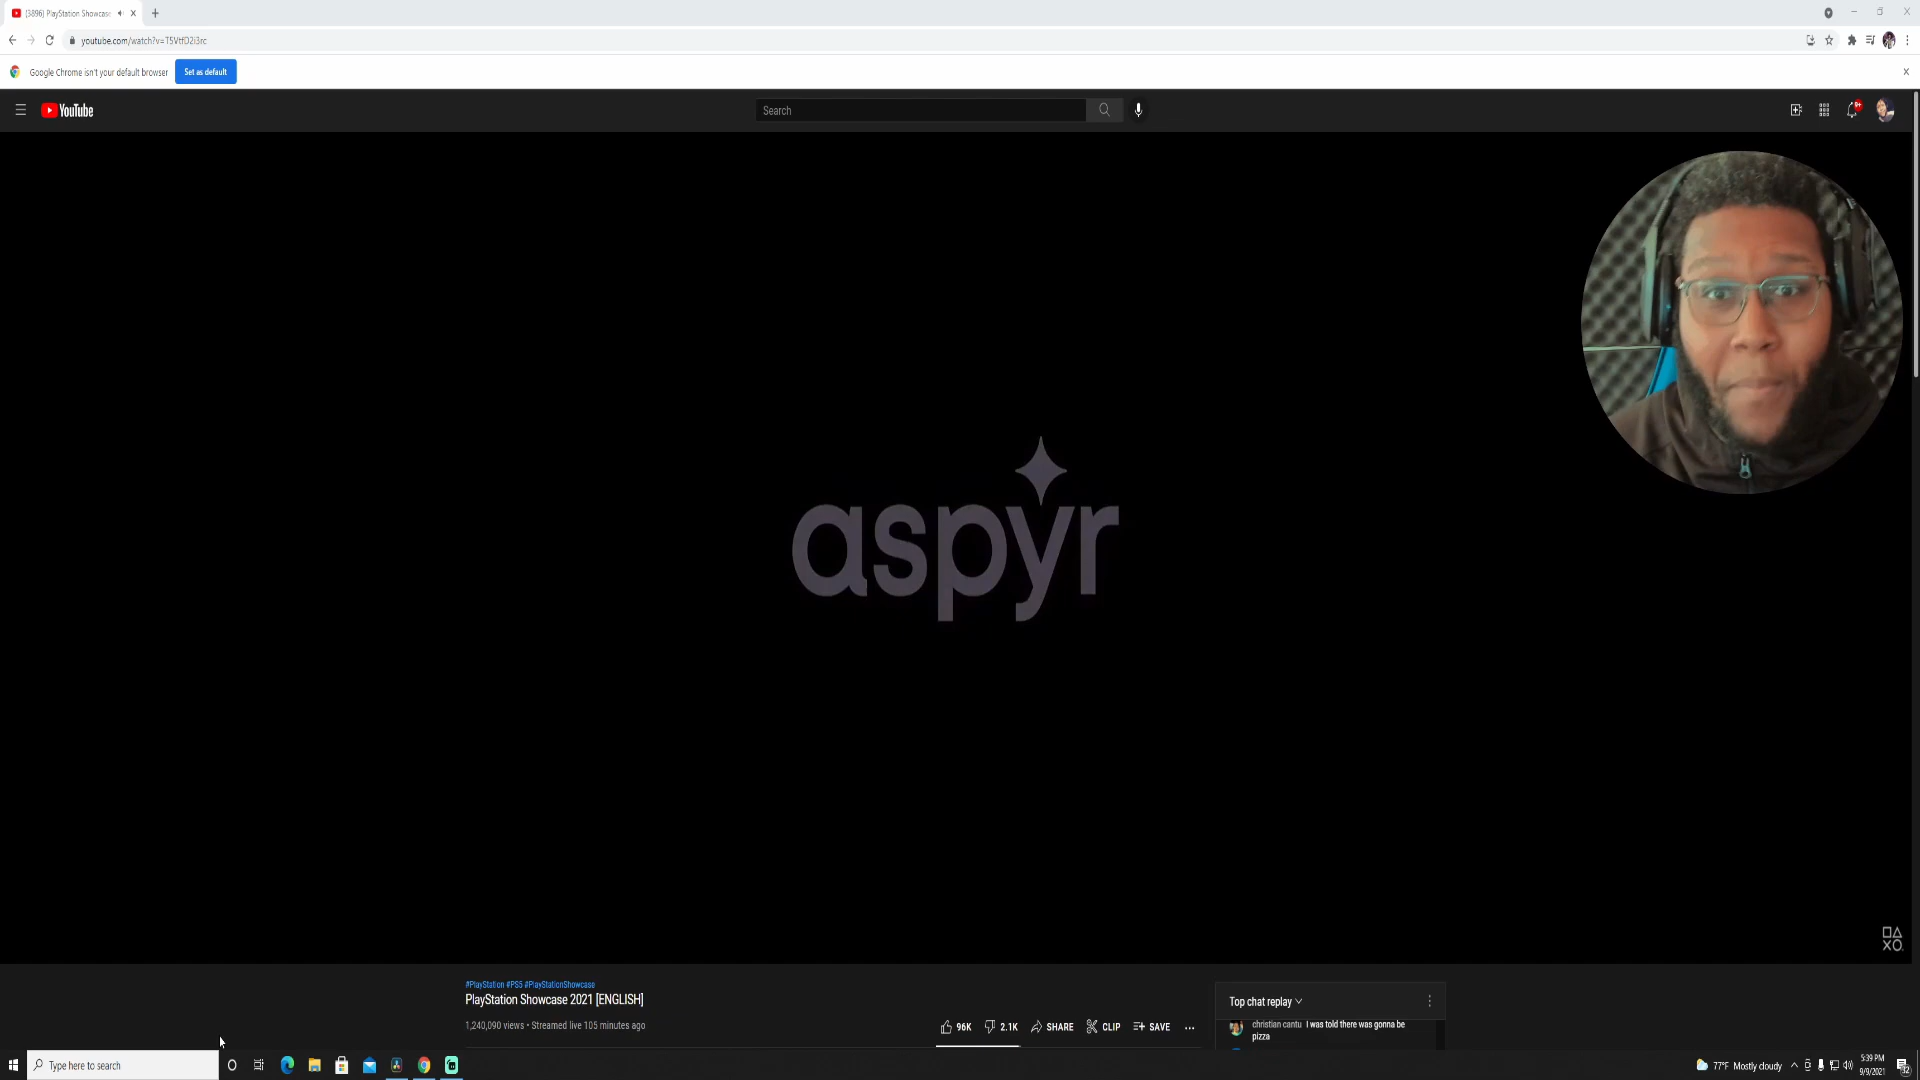 (3896) PlayStation Showcase
youtube.com/watch?v=T5VtfD2i3rc
Google Chrome isn't your default browser
Set as default
YouTube
Search
9+
aspyr
#PlayStation #PS5 #PlayStationShowcase
PlayStation Showcase 2021 [ENGLISH]
1,240,090 views • Streamed live 105 minutes ago
96K
2.1K
SHARE
CLIP
SAVE
Top chat replay
christian cantu I was told there was gonna be
pizza
Type here to search
77°F Mostly cloudy
5:39 PM
9/9/2021